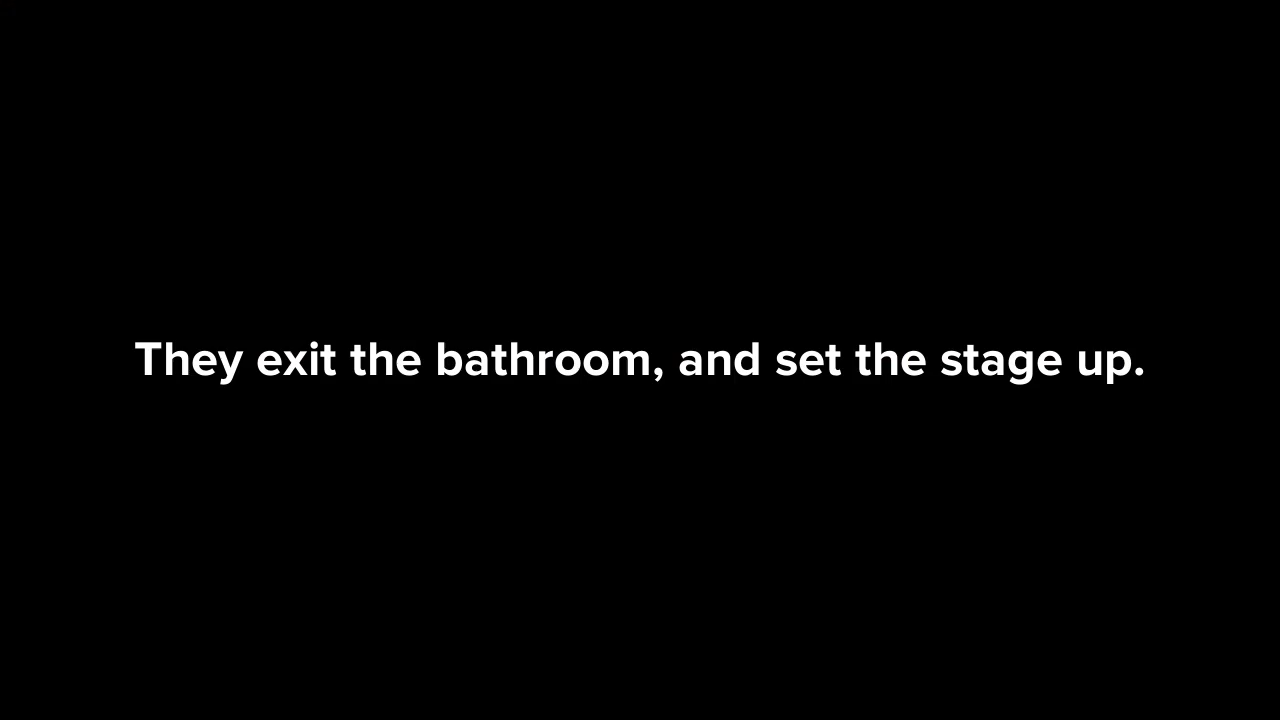 They exit the bathroom, and set the stage up.